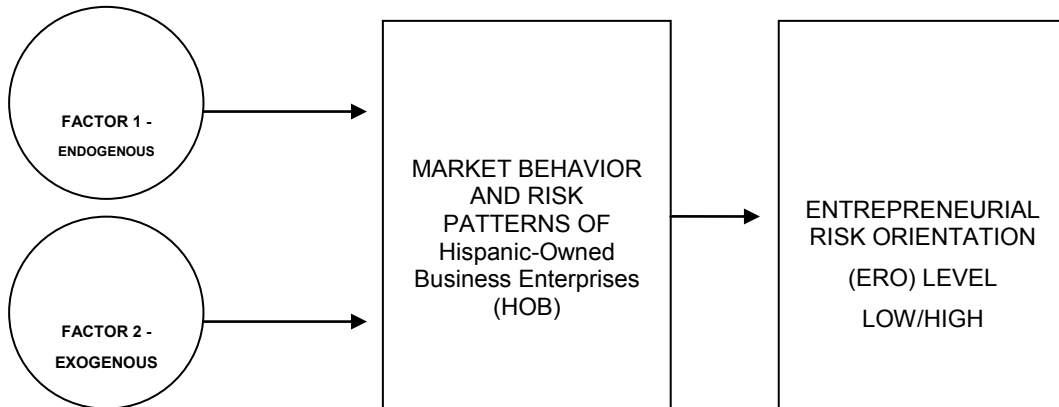 FACTOR 1 -
ENDOGENOUS
FACTOR 2 -
EXOGENOUS
MARKET BEHAVIOR
AND RISK
PATTERNS OF
Hispanic-Owned
Business Enterprises
(HOB)
ENTREPRENEURIAL
RISK ORIENTATION
(ERO) LEVEL
LOW/HIGH